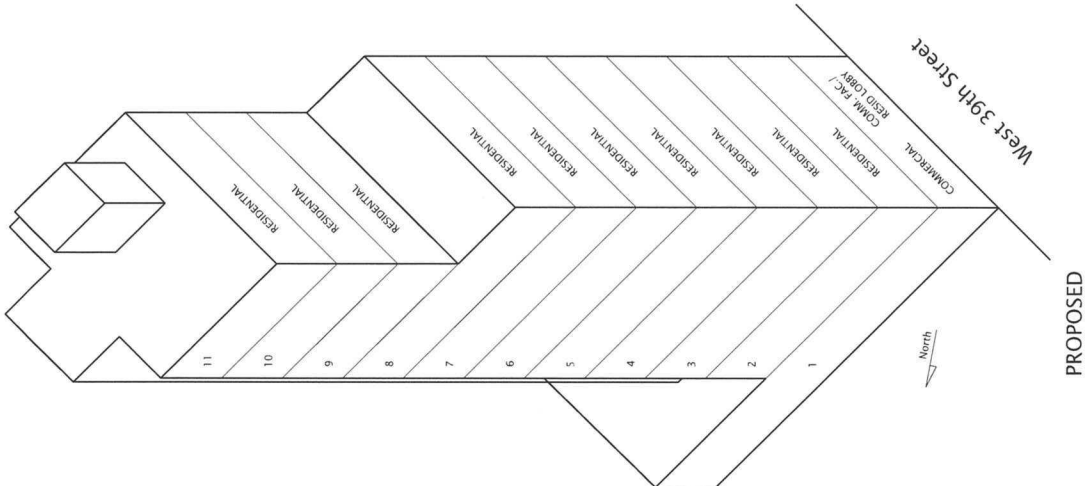 RESIDENTIAL
RESIDENTIAL
RESIDENTIAL
RESIDENTIAL
RESIDENTIAL
RESIDENTIAL
RESIDENTIAL
RESIDENTIAL
RESIDENTIAL
RESIDENTIAL
COMM. FAC./
RESID LOBBY
COMMERCIAL
West 39th Street
11
10
9
8
7
6
5
4
3
2
1
North
PROPOSED